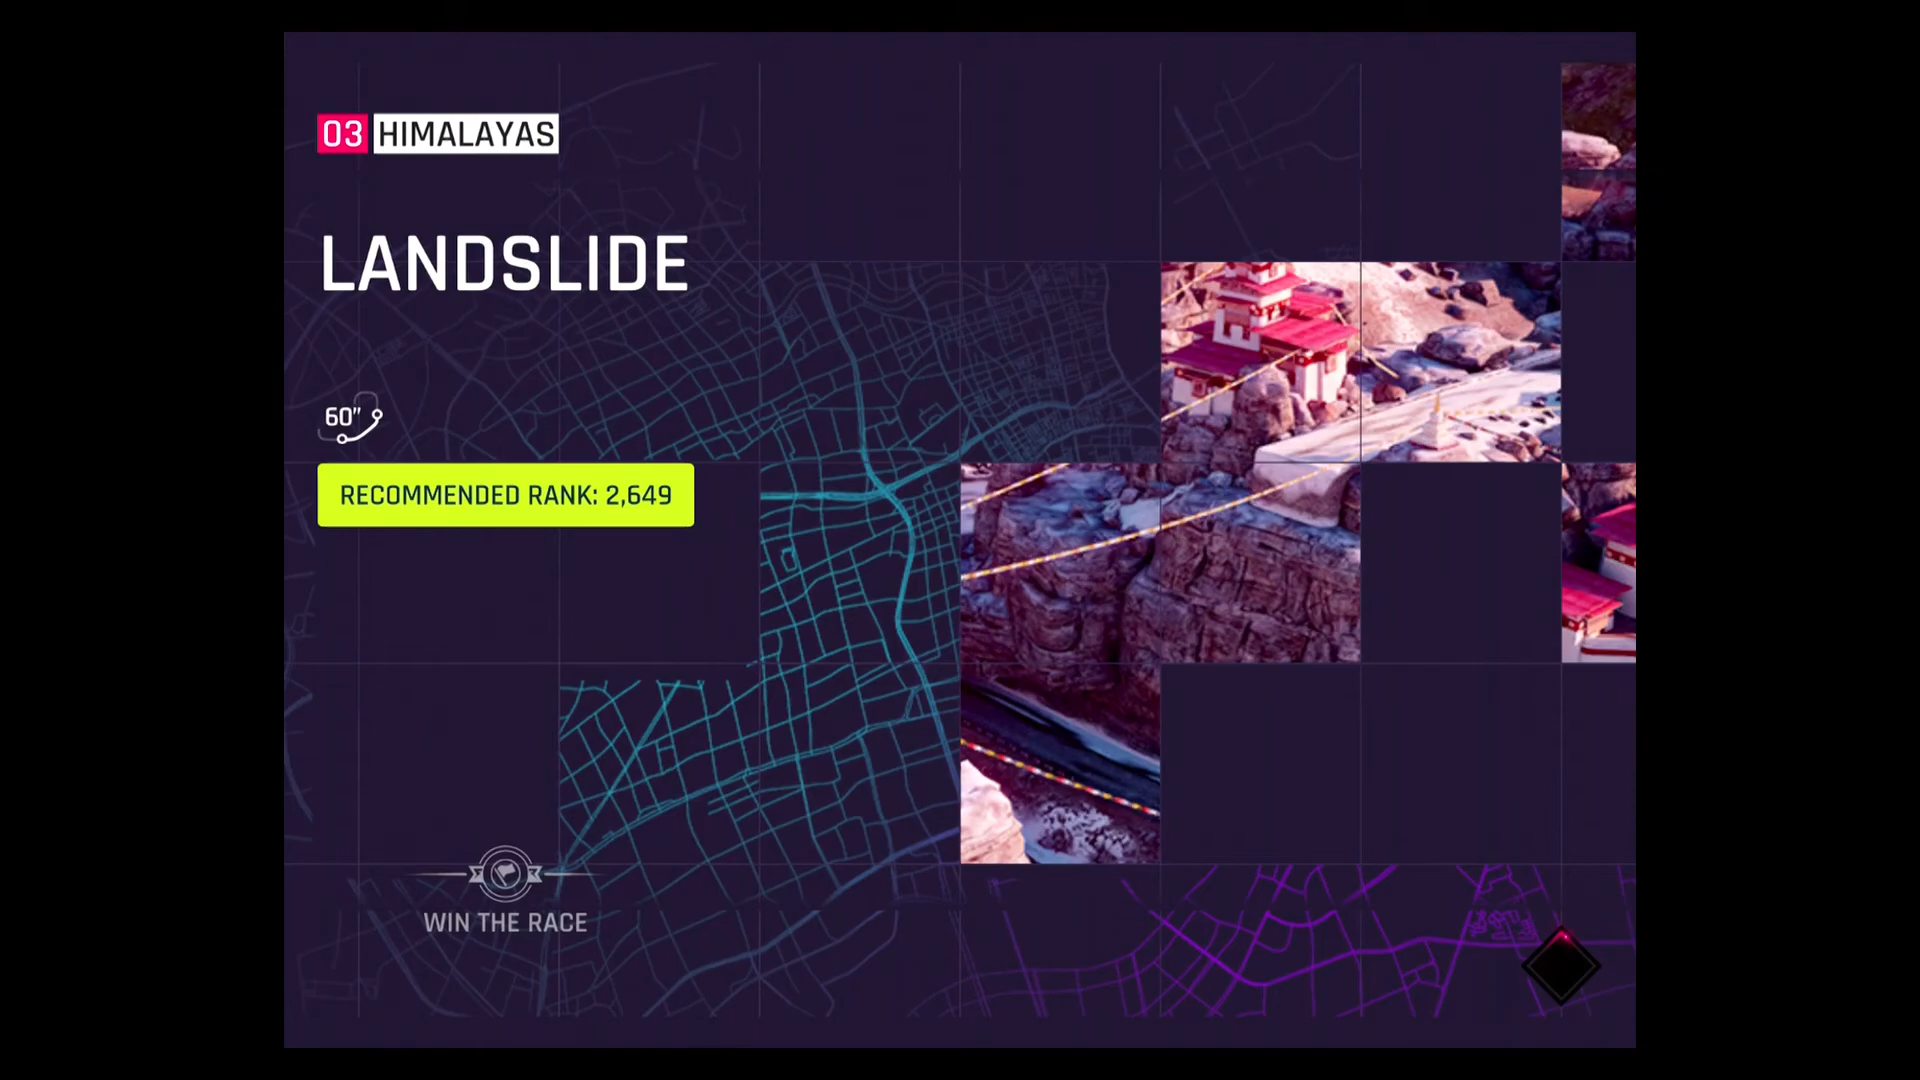 03 HIMALAYAS
LANDSLIDE
60"
RECOMMENDED RANK: 2,649
WIN THE RACE